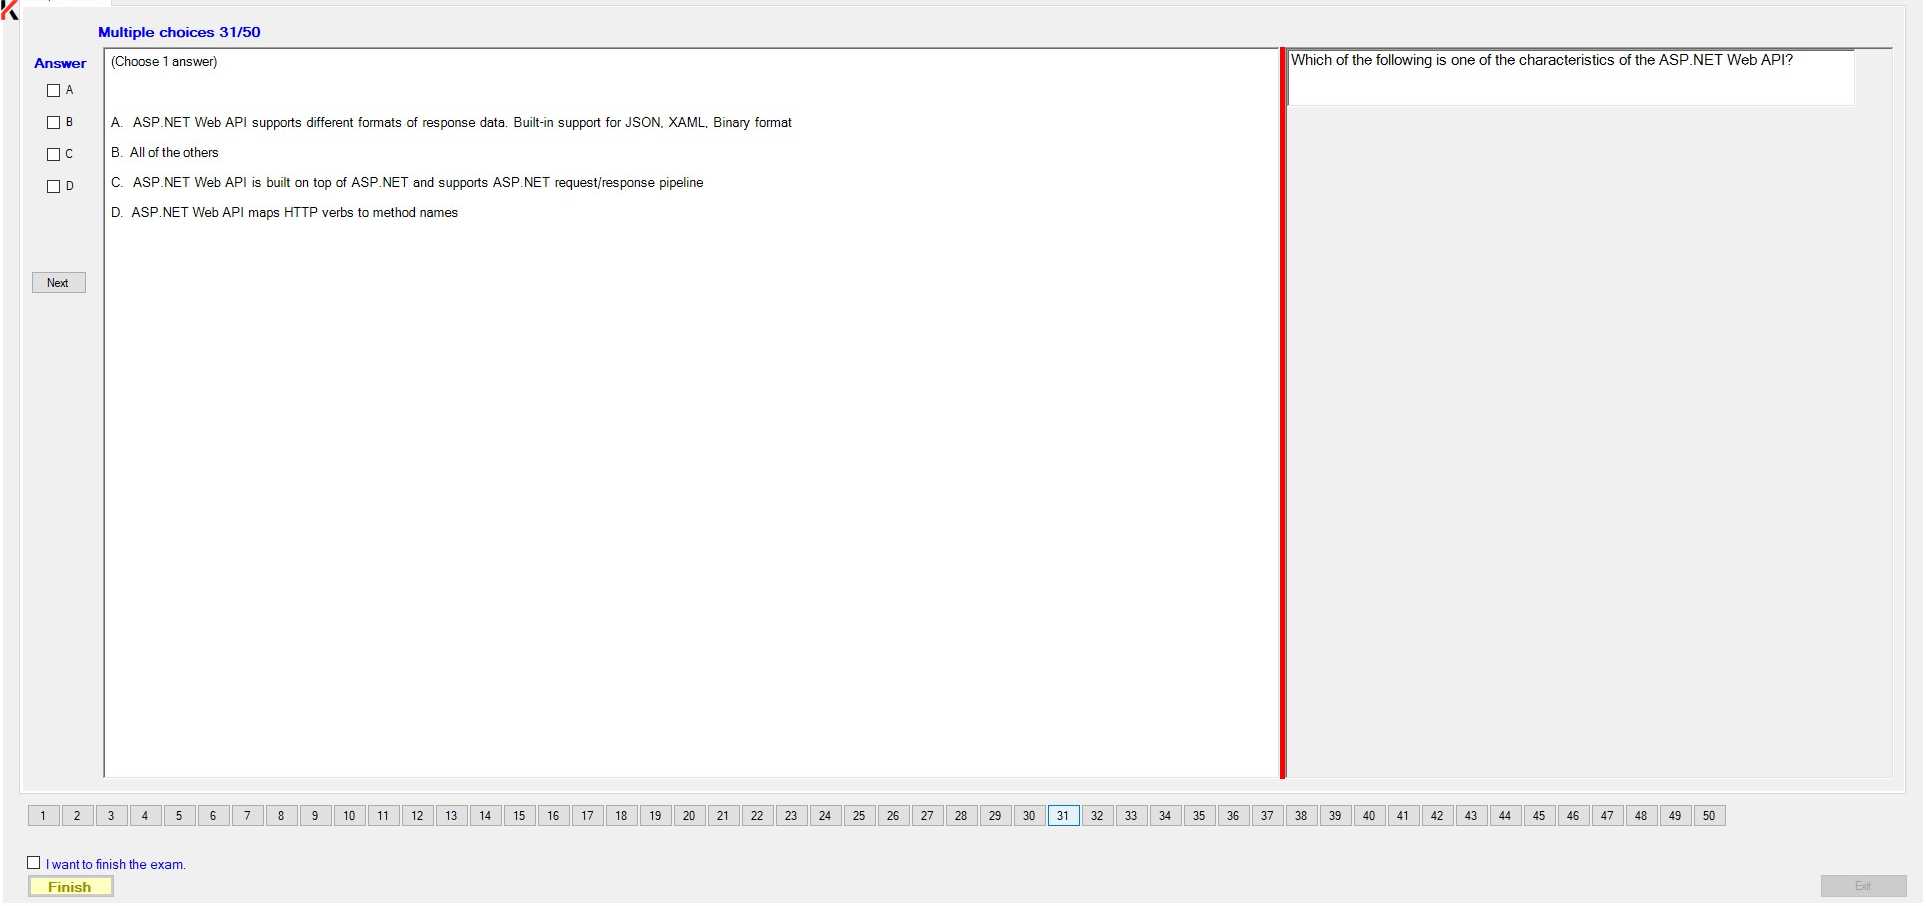 Multiple choices 31/50
Answer
A
B
C
D
Next
(Choose 1 answer)
A. ASP.NET Web API supports different formats of response data. Built-in support for JSON, XAML, Binary format
B. All of the others
C. ASP.NET Web API is built on top of ASP.NET and supports ASP.NET request/response pipeline
D. ASP.NET Web API maps HTTP verbs to method names
Which of the following is one of the characteristics of the ASP.NET Web API?
1 2 3 4 5 6 7 8 9 10 11 12 13 14 15 16 17 18 19 20 21 22 23 24 25 26 27 28 29 30 31 32 33 34 35 36 37 38 39 40 41 42 43 44 45 46 47 48 49 50
I want to finish the exam.
Finish
Exit